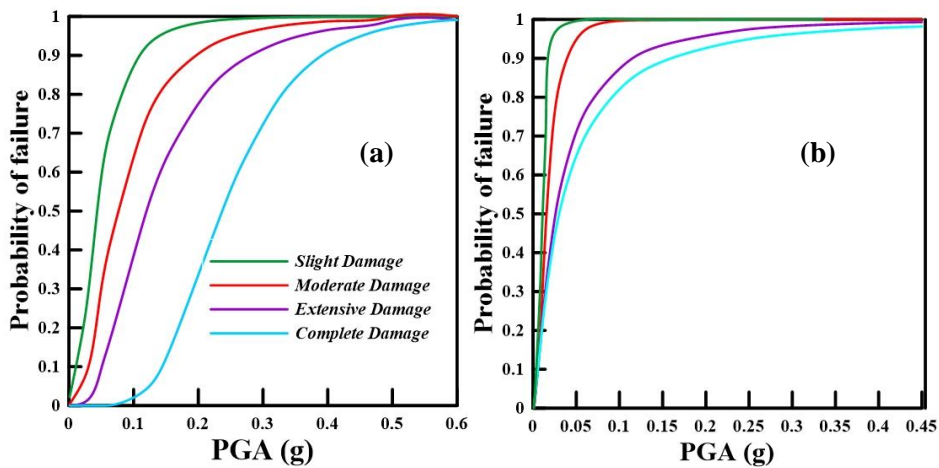 Probability of failure
1
0.9
0.8
0.7
0.6
0.5
0.4
0.3
0.2
0.1
0
(a)
Slight Damage
Moderate Damage
Extensive Damage
Complete Damage
0 0.1 0.2 0.3 0.4 0.5 0.6
PGA (g)
Probability of failure
1
0.9
0.8
0.7
0.6
0.5
0.4
0.3
0.2
0.1
0
(b)
0 0.05 0.1 0.15 0.2 0.25 0.3 0.35 0.4 0.45
PGA (g)